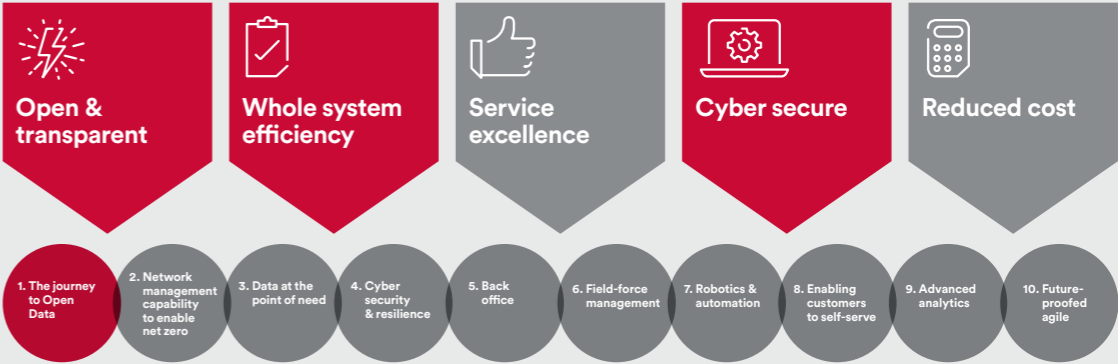 Open &
transparent
Whole system
efficiency
Service
excellence
Cyber secure
Reduced cost
1. The journey
to Open
Data
2. Network
management
capability
to enable
net zero
3. Data at the
point of need
4. Cyber
security
& resilience
5. Back
office
6. Field-force
management
7. Robotics &
automation
8. Enabling
customers
to self-serve
9. Advanced
analytics
10. Future-
proofed
agile